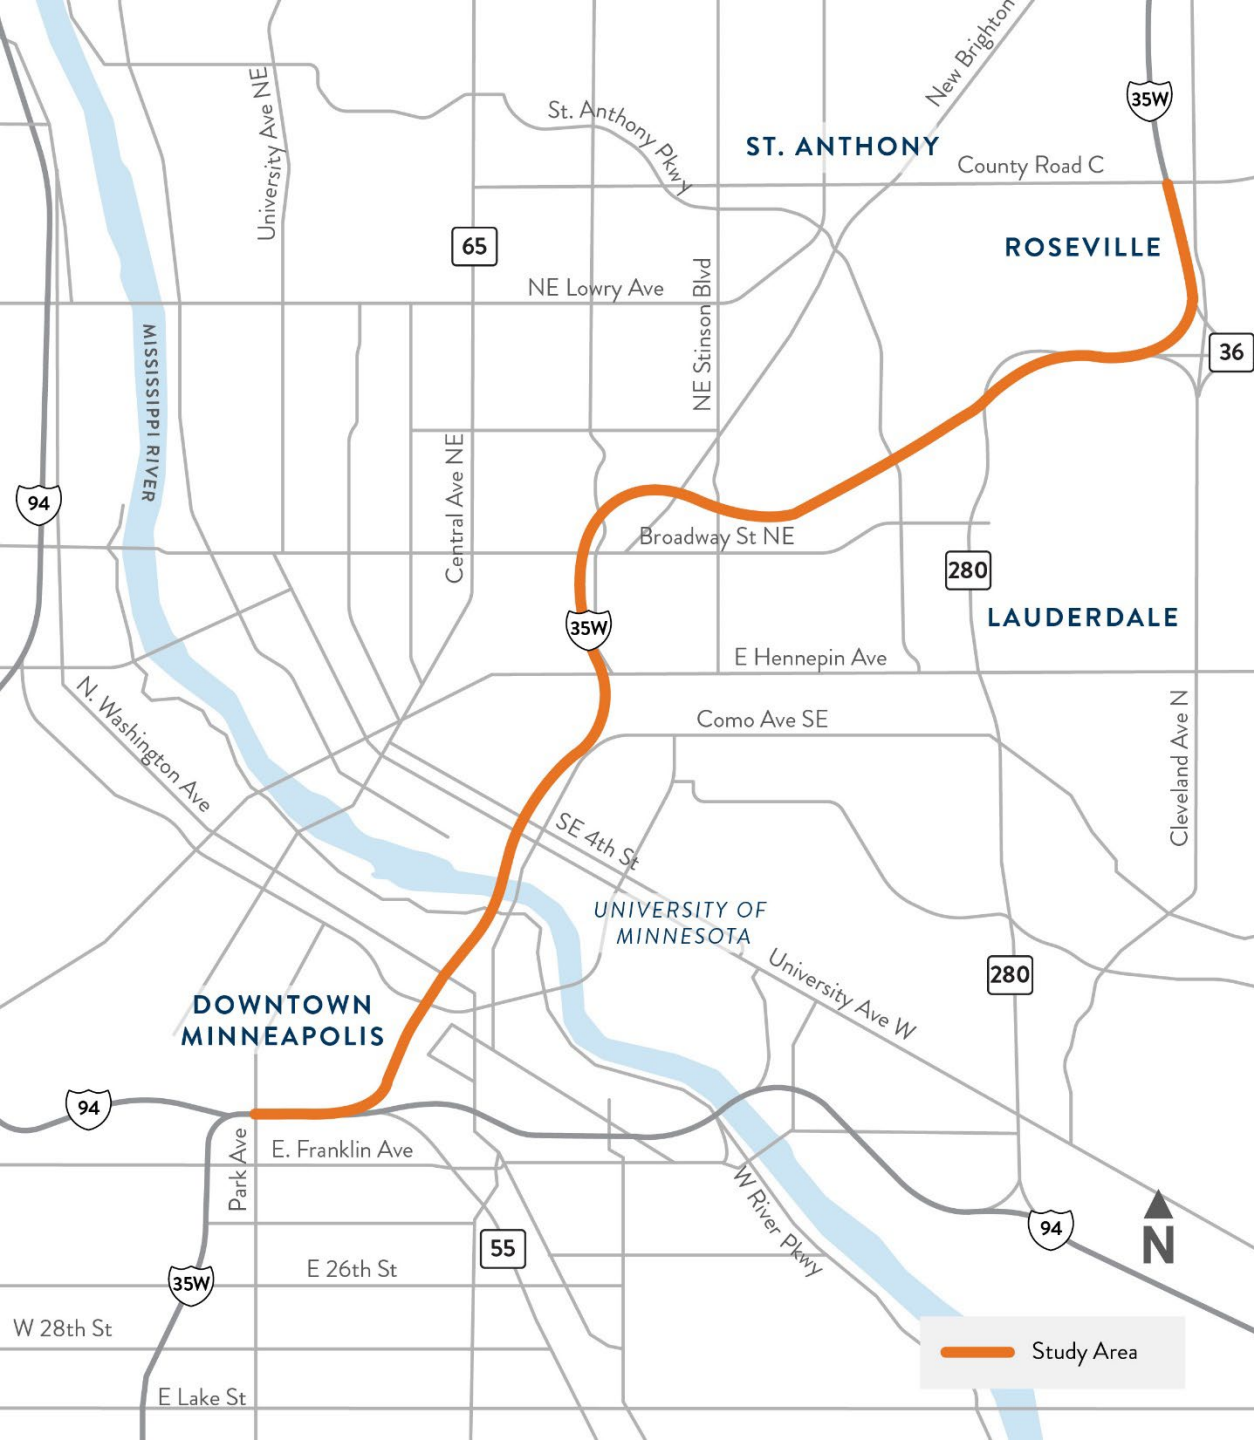 New Brighton
35W
University Ave NE
St. Anthony Pkwy
ST. ANTHONY
County Road C
65
ROSEVILLE
NE Lowry Ave
NE Stinson Blvd
36
MISSISSIPPI RIVER
94
Central Ave NE
Broadway St NE
280
35W
LAUDERDALE
E Hennepin Ave
N. Washington Ave
Como Ave SE
Cleveland Ave N
SE 4th St
UNIVERSITY OF
MINNESOTA
280
University Ave W
DOWNTOWN
MINNEAPOLIS
94
E. Franklin Ave
Park Ave
W River Pkwy
94
N
55
35W
E 26th St
W 28th St
Study Area
E Lake St